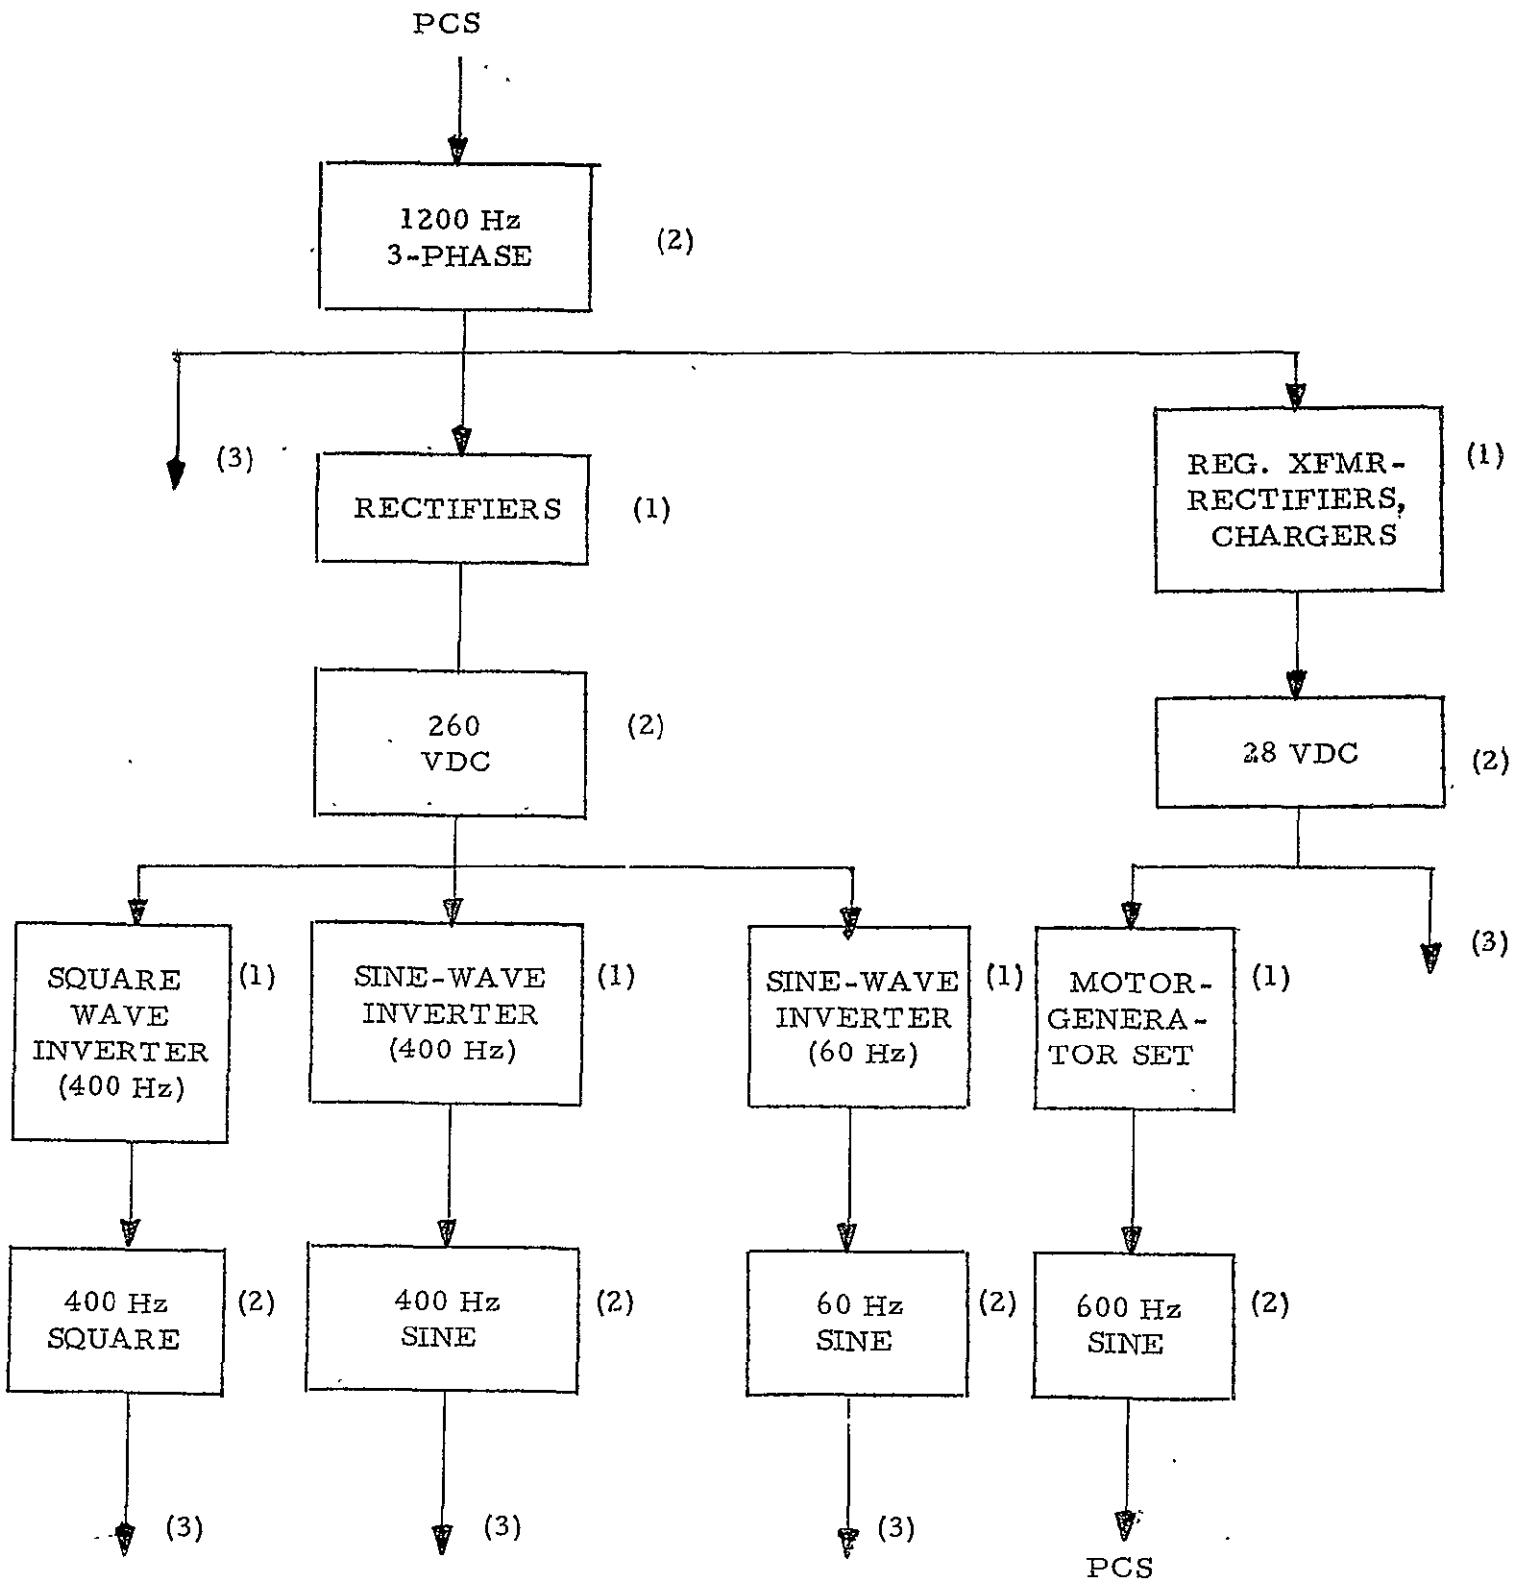 PCS
1200 Hz
3-PHASE
(2)
(3)
RECTIFIERS
(1)
REG. XFMR-
RECTIFIERS,
CHARGERS
(1)
260
VDC
(2)
28 VDC
(2)
SQUARE
WAVE
INVERTER
(400 Hz)
(1)
SINE-WAVE
INVERTER
(400 Hz)
(1)
SINE-WAVE
INVERTER
(60 Hz)
(1)
MOTOR-
GENERA-
TOR SET
(1)
(3)
400 Hz
SQUARE
(2)
400 Hz
SINE
(2)
60 Hz
SINE
(2)
600 Hz
SINE
(2)
(3)
(3)
(3)
PCS